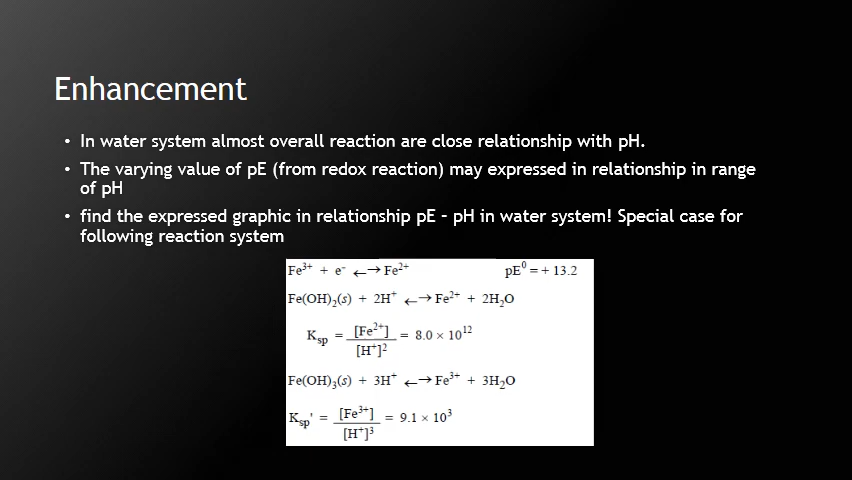 Enhancement
• In water system almost overall reaction are close relationship with pH.
• The varying value of pE (from redox reaction) may expressed in relationship in range
of pH
• find the expressed graphic in relationship pE – pH in water system! Special case for
following reaction system
Fe³⁺ + e⁻ ←→ Fe²⁺ pE⁰ = + 13.2
Fe(OH)₂(s) + 2H⁺ ←→ Fe²⁺ + 2H₂O
Kₛₚ = [Fe²⁺] / [H⁺]² = 8.0 × 10¹²
Fe(OH)₃(s) + 3H⁺ ←→ Fe³⁺ + 3H₂O
Kₛₚ' = [Fe³⁺] / [H⁺]³ = 9.1 × 10³